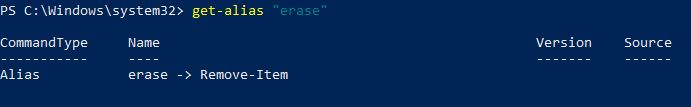 PS C:\Windows\system32> get-alias "erase"
CommandType     Name                                               Version    Source
-----------     ----                                               -------    ------
Alias           erase -> Remove-Item